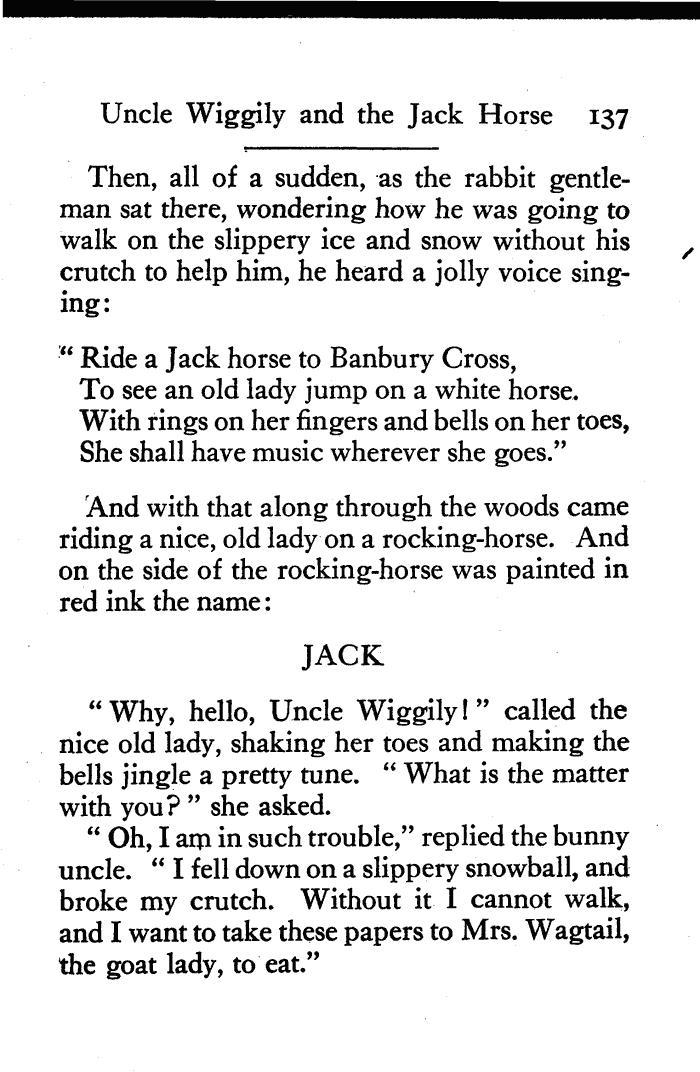 Uncle Wiggily and the Jack Horse 137
Then, all of a sudden, as the rabbit gentle-
man sat there, wondering how he was going to
walk on the slippery ice and snow without his
crutch to help him, he heard a jolly voice sing-
ing:
“ Ride a Jack horse to Banbury Cross,
To see an old lady jump on a white horse.
With rings on her fingers and bells on her toes,
She shall have music wherever she goes.”
And with that along through the woods came
riding a nice, old lady on a rocking-horse. And
on the side of the rocking-horse was painted in
red ink the name:
JACK
“ Why, hello, Uncle Wiggily! ” called the
nice old lady, shaking her toes and making the
bells jingle a pretty tune. “ What is the matter
with you? ” she asked.
“ Oh, I am in such trouble,” replied the bunny
uncle. “ I fell down on a slippery snowball, and
broke my crutch. Without it I cannot walk,
and I want to take these papers to Mrs. Wagtail,
the goat lady, to eat.”